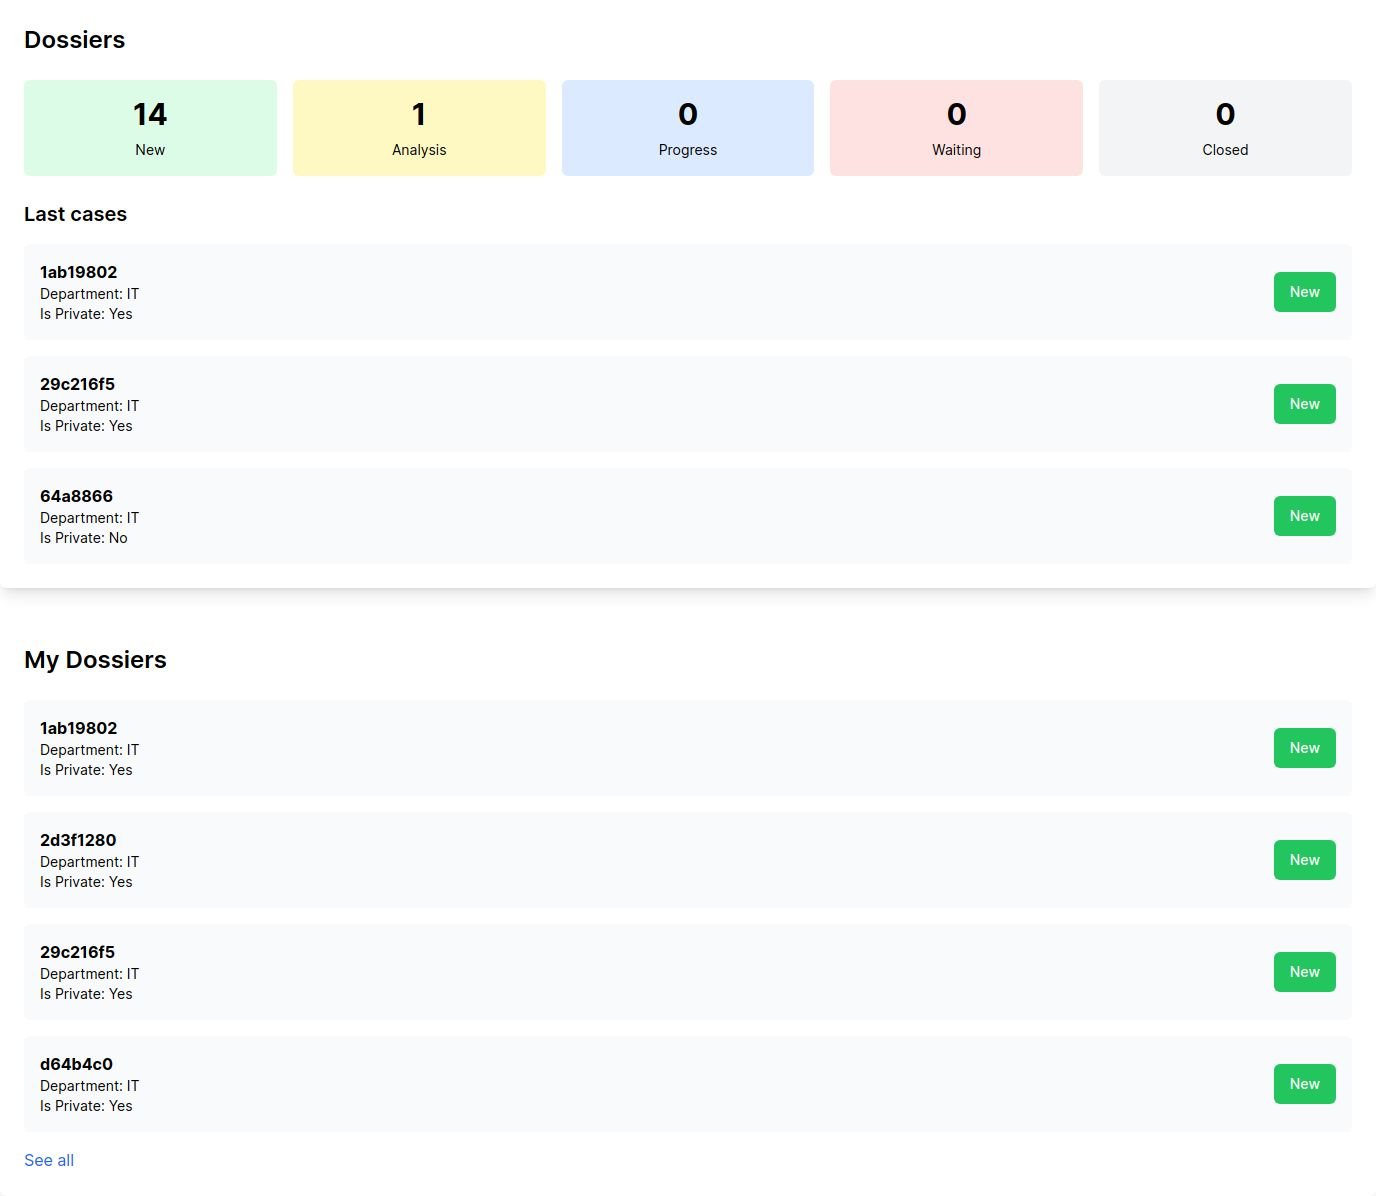 Dossiers
14
New
1
Analysis
0
Progress
0
Waiting
0
Closed
Last cases
1ab19802
Department: IT
Is Private: Yes
New
29c216f5
Department: IT
Is Private: Yes
New
64a8866
Department: IT
Is Private: No
New
My Dossiers
1ab19802
Department: IT
Is Private: Yes
New
2d3f1280
Department: IT
Is Private: Yes
New
29c216f5
Department: IT
Is Private: Yes
New
d64b4c0
Department: IT
Is Private: Yes
New
See all